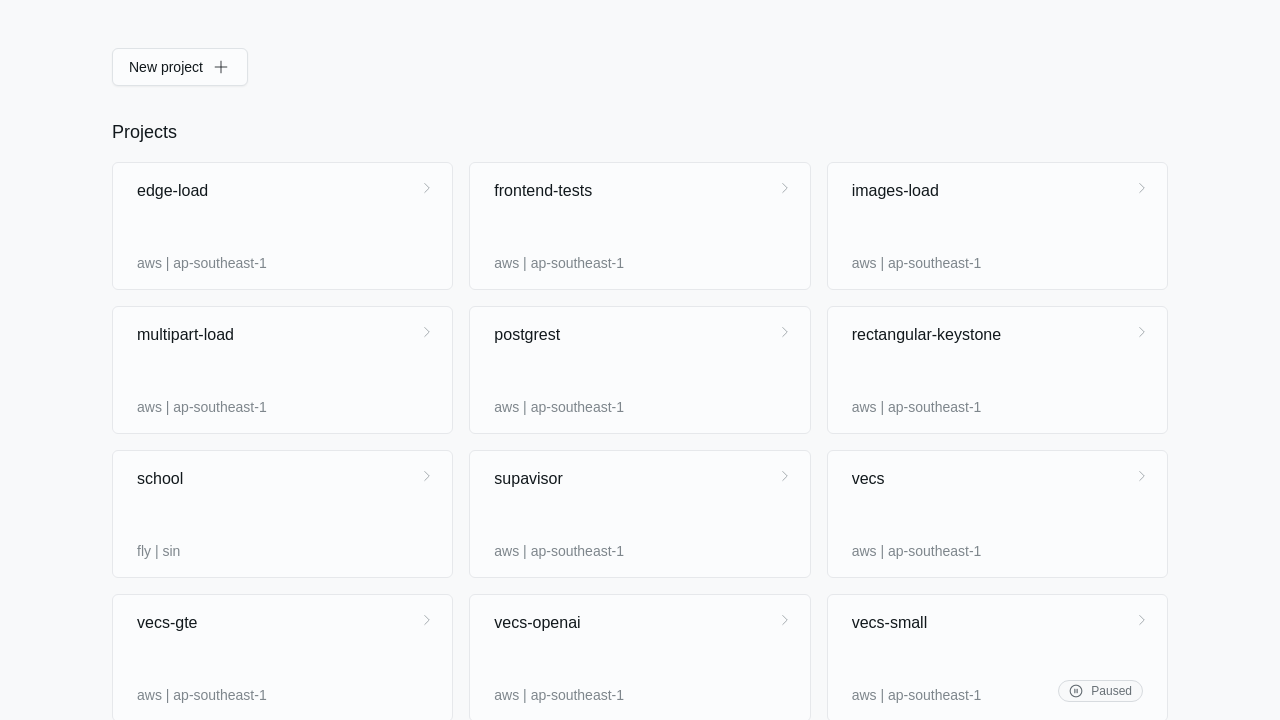 New project
Projects
edge-load
aws | ap-southeast-1
frontend-tests
aws | ap-southeast-1
images-load
aws | ap-southeast-1
multipart-load
aws | ap-southeast-1
postgrest
aws | ap-southeast-1
rectangular-keystone
aws | ap-southeast-1
school
fly | sin
supavisor
aws | ap-southeast-1
vecs
aws | ap-southeast-1
vecs-gte
aws | ap-southeast-1
vecs-openai
aws | ap-southeast-1
vecs-small
aws | ap-southeast-1
Paused